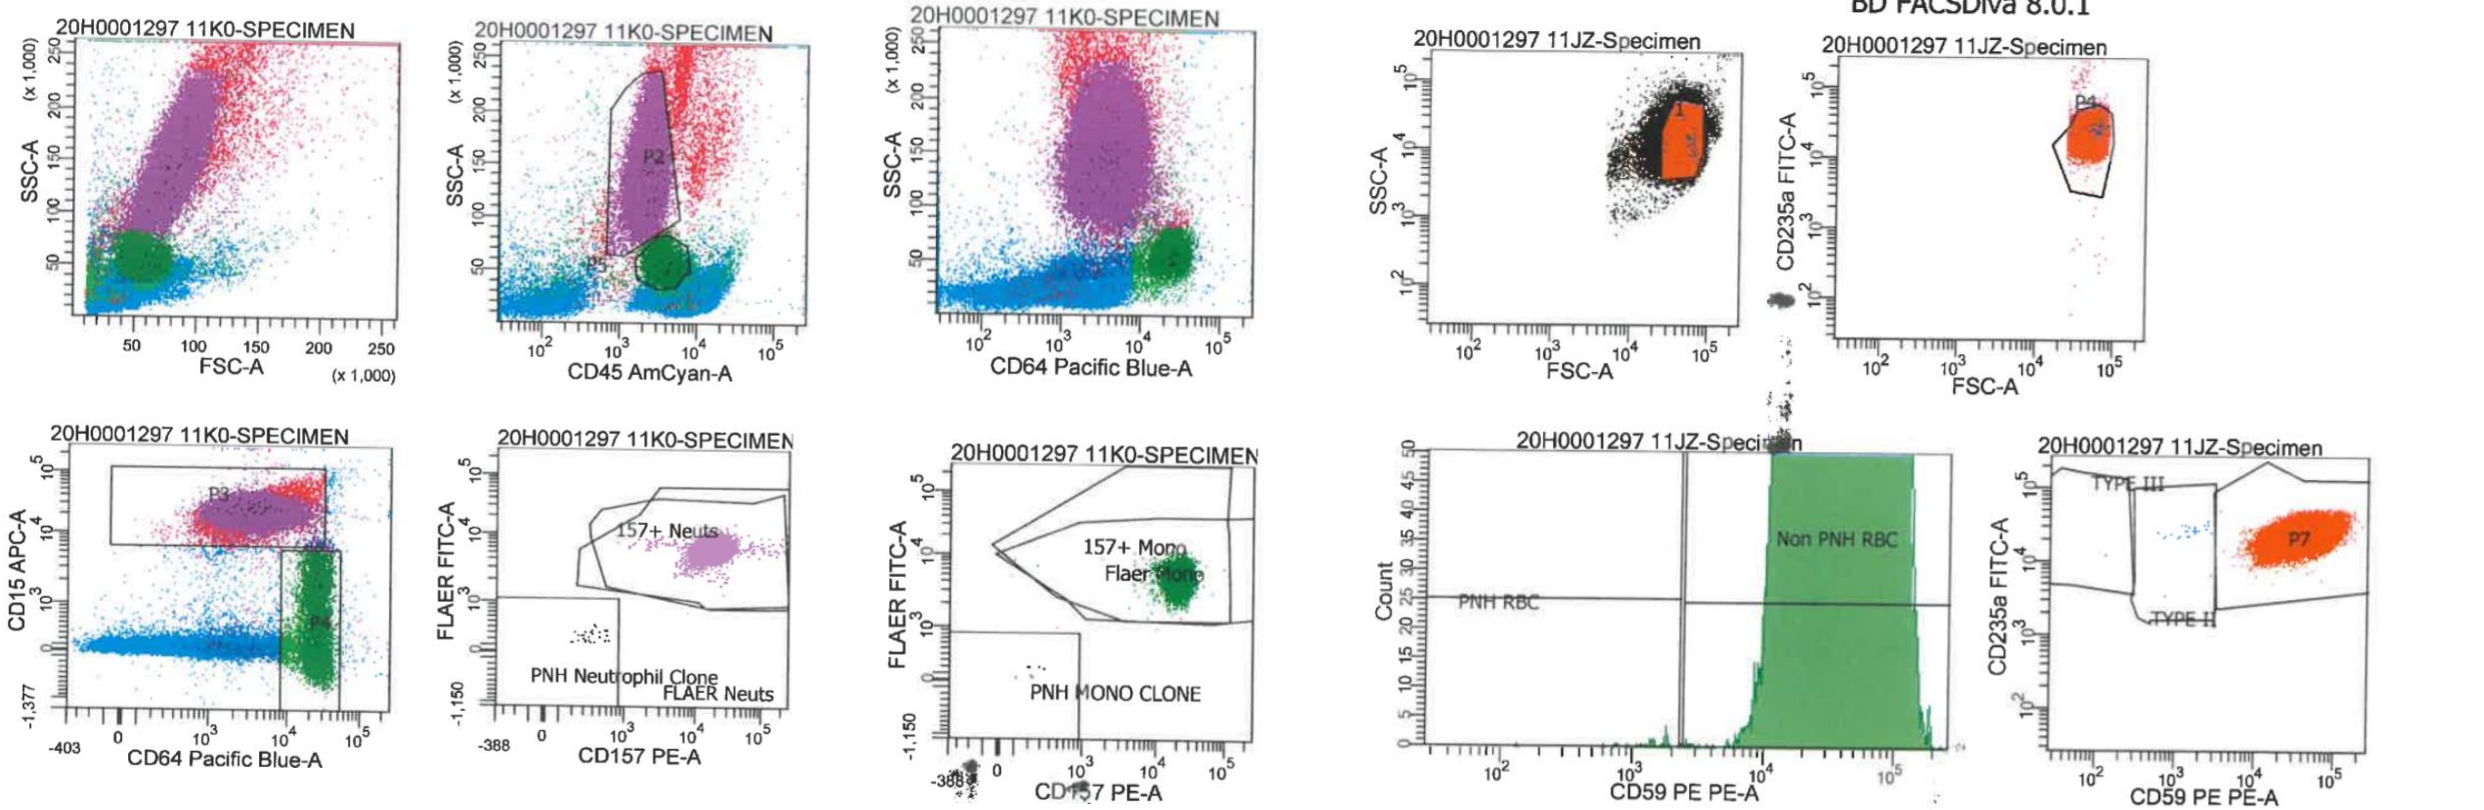 BD FACSDiva 8.0.1
20H0001297 11K0-SPECIMEN
SSC-A
(x 1,000)
50 100 150 200 250
50 100 150 200 250
FSC-A
(x 1,000)
20H0001297 11K0-SPECIMEN
SSC-A
(x 1,000)
50 100 150 200 250
P2
P5
10^2 10^3 10^4 10^5
CD45 AmCyan-A
20H0001297 11K0-SPECIMEN
SSC-A
(x 1,000)
50 100 150 200 250
10^2 10^3 10^4 10^5
CD64 Pacific Blue-A
20H0001297 11JZ-Specimen
SSC-A
10^2 10^3 10^4 10^5
10^2 10^3 10^4 10^5
FSC-A
20H0001297 11JZ-Specimen
CD235a FITC-A
10^2 10^3 10^4 10^5
P4
10^2 10^3 10^4 10^5
FSC-A
20H0001297 11K0-SPECIMEN
CD15 APC-A
-1,377 0 10^3 10^4 10^5
P3
P4
-403 0 10^3 10^4 10^5
CD64 Pacific Blue-A
20H0001297 11K0-SPECIMEN
FLAER FITC-A
-1,150 0 10^3 10^4 10^5
157+ Neuts
PNH Neutrophil Clone
FLAER Neuts
-388 0 10^3 10^4 10^5
CD157 PE-A
20H0001297 11K0-SPECIMEN
FLAER FITC-A
-1,150 0 10^3 10^4 10^5
157+ Mono
Flaer Mono
PNH MONO CLONE
-388 0 10^3 10^4 10^5
CD157 PE-A
20H0001297 11JZ-Specimen
Count
0 5 10 15 20 25 30 35 40 45 50
PNH RBC
Non PNH RBC
10^2 10^3 10^4 10^5
CD59 PE PE-A
20H0001297 11JZ-Specimen
CD235a FITC-A
10^2 10^3 10^4 10^5
TYPE III
P7
TYPE II
10^2 10^3 10^4 10^5
CD59 PE PE-A